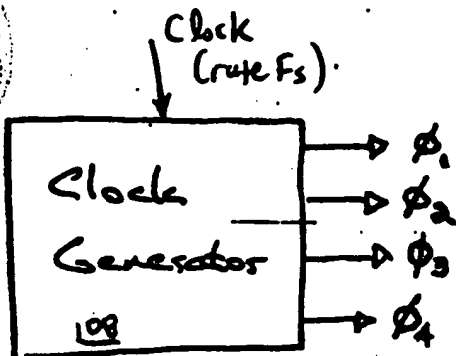 Clock
(rate Fs)
Clock
Generator
108
ϕ1
ϕ2
ϕ3
ϕ4